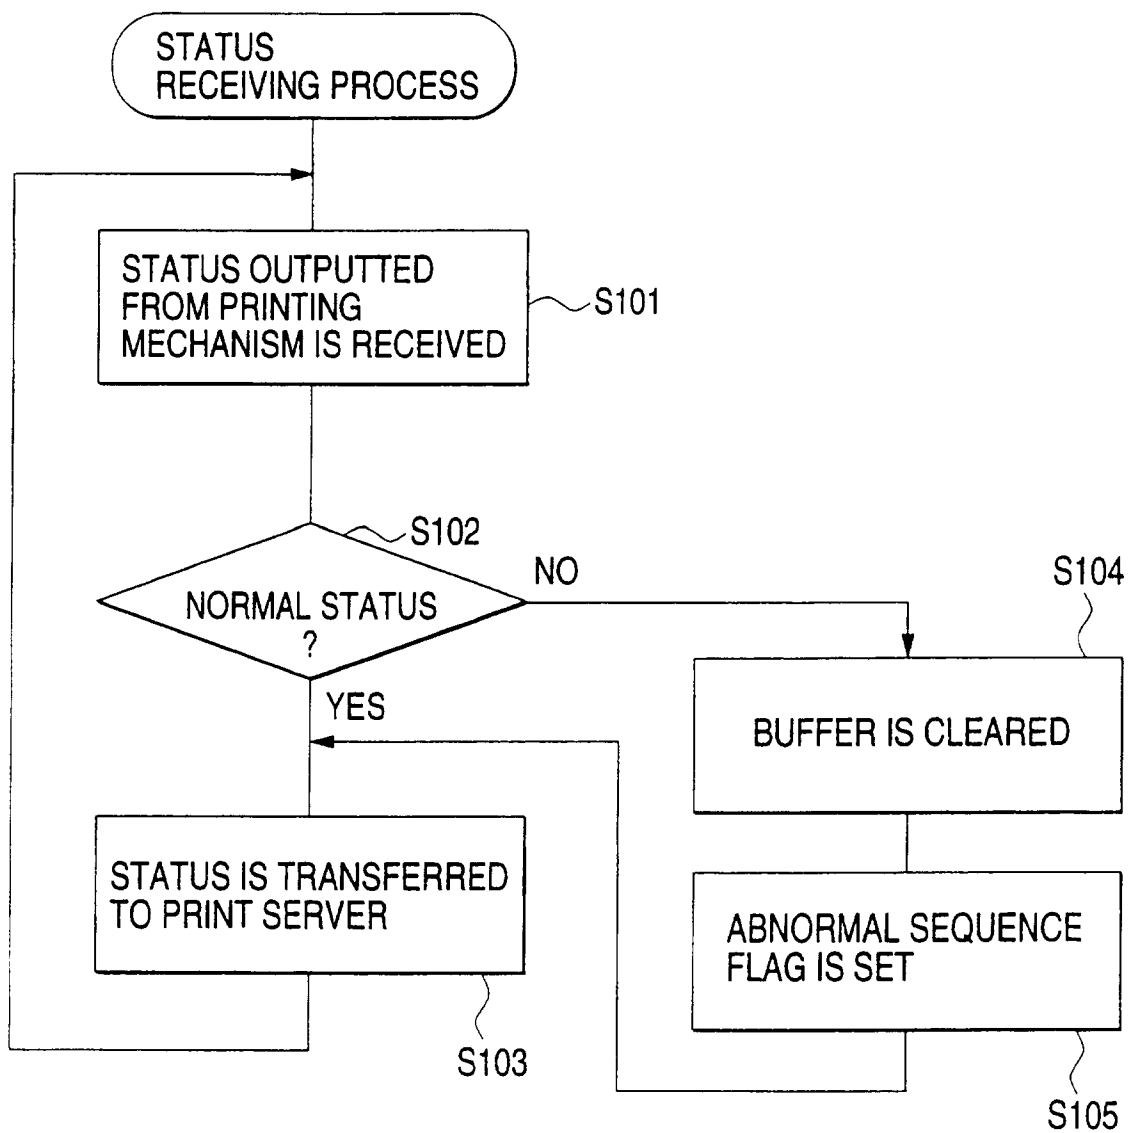 STATUS
RECEIVING PROCESS
STATUS OUTPUTTED
FROM PRINTING
MECHANISM IS RECEIVED
S101
S102
NORMAL STATUS
?
NO
YES
S104
BUFFER IS CLEARED
STATUS IS TRANSFERRED
TO PRINT SERVER
S103
ABNORMAL SEQUENCE
FLAG IS SET
S105